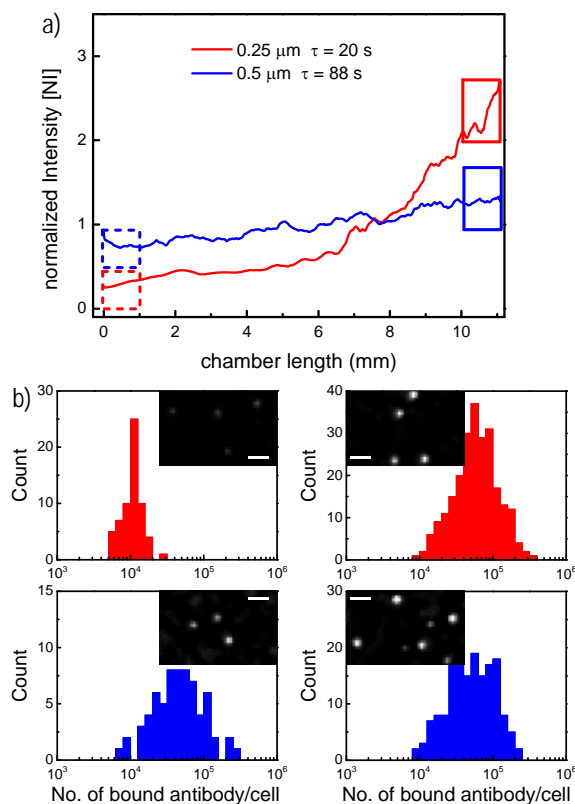 a)
0.25 μm τ = 20 s
0.5 μm τ = 88 s
normalized Intensity [NI]
3
2
1
0
0 2 4 6 8 10
chamber length (mm)
b)
Count
30
20
10
0
10³ 10⁴ 10⁵ 10⁶
Count
40
30
20
10
0
10³ 10⁴ 10⁵ 10⁶
Count
15
10
5
0
10³ 10⁴ 10⁵ 10⁶
No. of bound antibody/cell
Count
30
20
10
0
10³ 10⁴ 10⁵ 10⁶
No. of bound antibody/cell